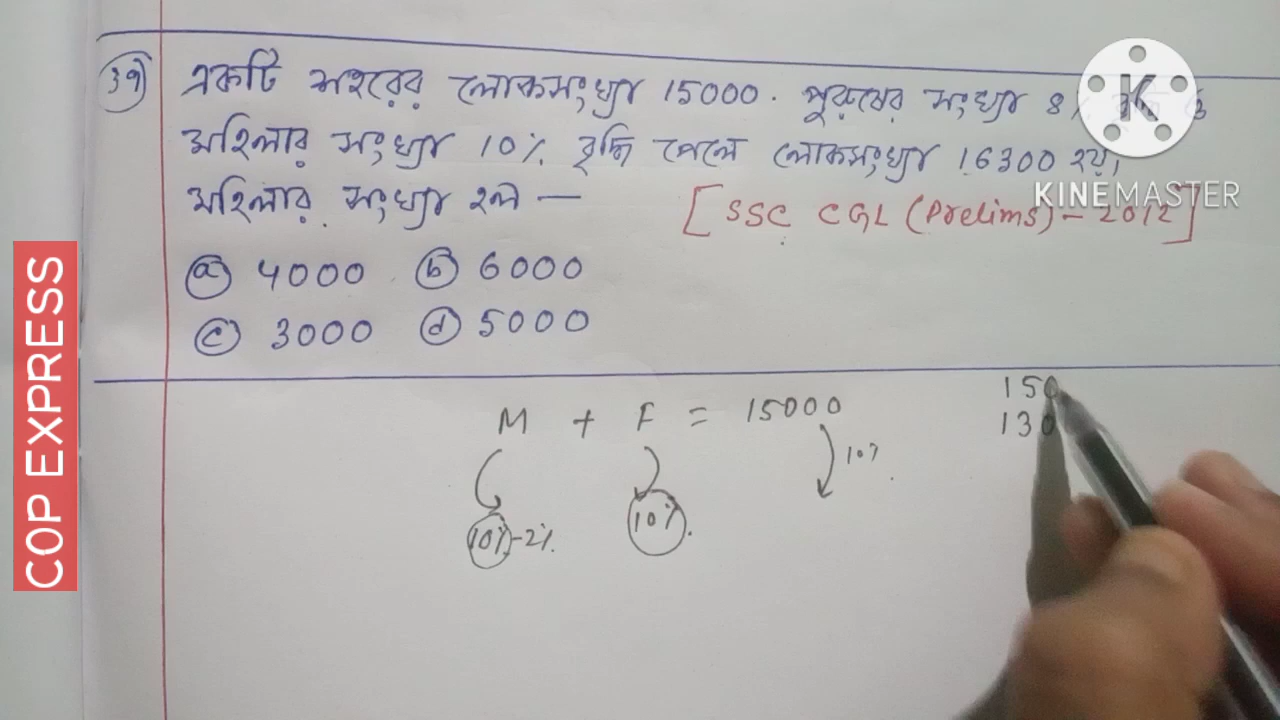 39) একটি শহরের লোকসংখ্যা 15000. পুরুষের সংখ্যা 8%
মহিলার সংখ্যা 10% বৃদ্ধি পেলে লোকসংখ্যা 16300 হয়।
মহিলার সংখ্যা হল — [SSC CGL (Prelims) - 2012]
(a) 4000 (b) 6000
(c) 3000 (d) 5000
M + F = 15000
10%
10% -2%. 10%.
150
130
K
KINEMASTER
COP EXPRESS